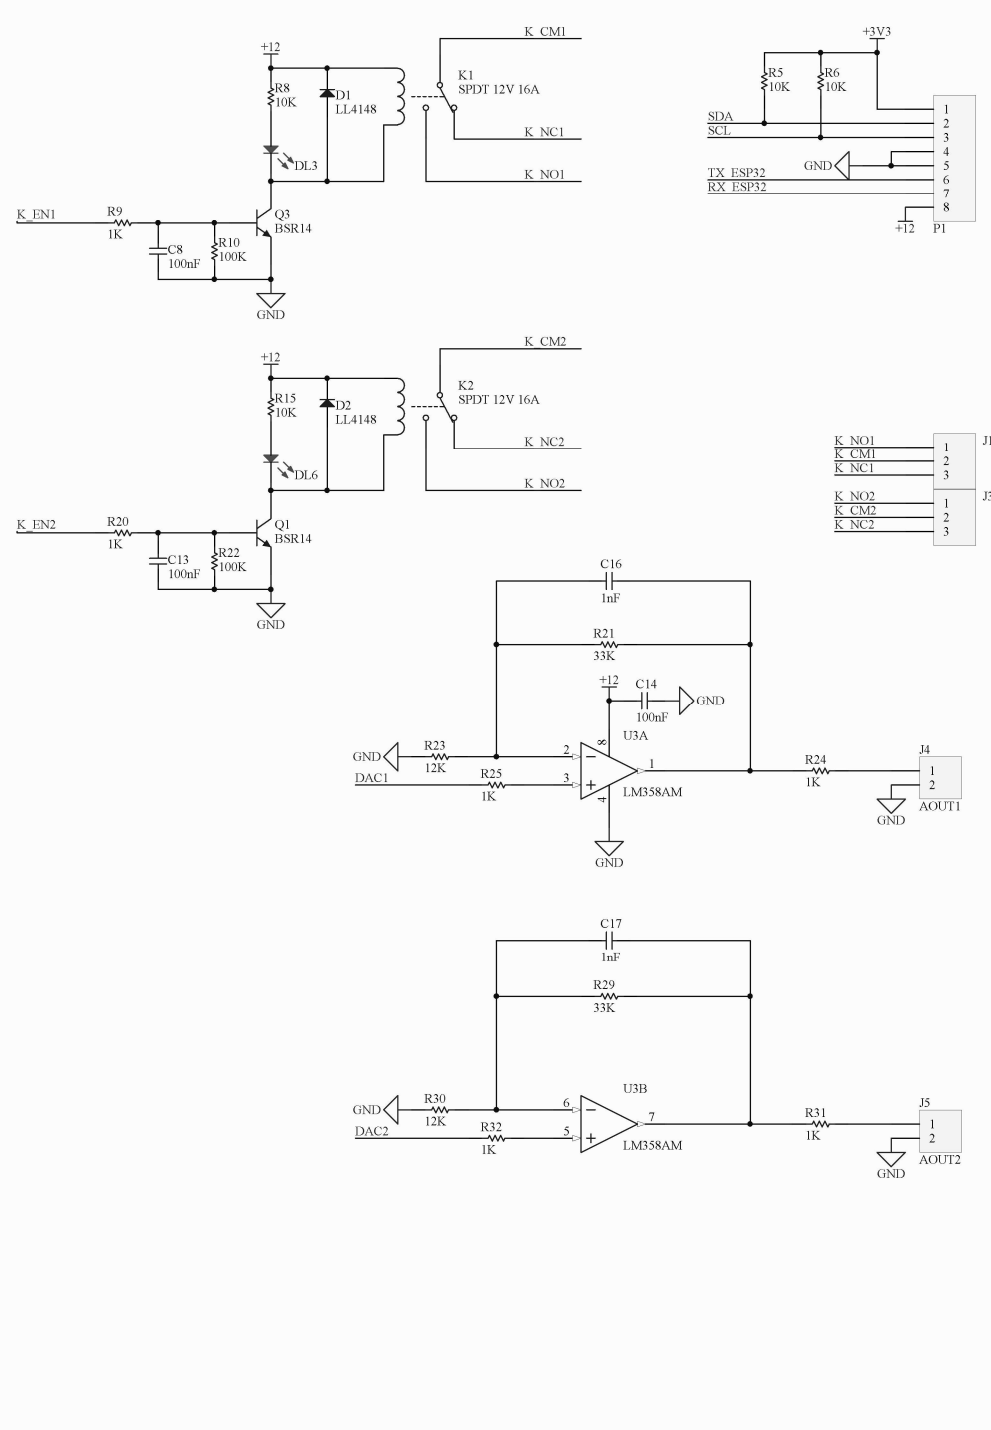 +12
R8
10K
D1
LL4148
DL3
K_CM1
K1
SPDT 12V 16A
K_NC1
K_NO1
K_EN1
R9
1K
C8
100nF
R10
100K
Q3
BSR14
GND
+3V3
R5
10K
R6
10K
SDA
SCL
GND
TX_ESP32
RX_ESP32
+12
1
2
3
4
5
6
7
8
P1
+12
R15
10K
D2
LL4148
DL6
K_CM2
K2
SPDT 12V 16A
K_NC2
K_NO2
K_EN2
R20
1K
C13
100nF
R22
100K
Q1
BSR14
GND
K_NO1
K_CM1
K_NC1
1
2
3
K_NO2
K_CM2
K_NC2
1
2
3
J3
C16
1nF
R21
33K
+12
C14
100nF
GND
U3A
8
GND
R23
12K
2
DAC1
R25
1K
3
1
4
LM358AM
GND
R24
1K
J4
1
2
GND
AOUT1
C17
1nF
R29
33K
U3B
GND
R30
12K
6
DAC2
R32
1K
5
7
LM358AM
R31
1K
J5
1
2
GND
AOUT2